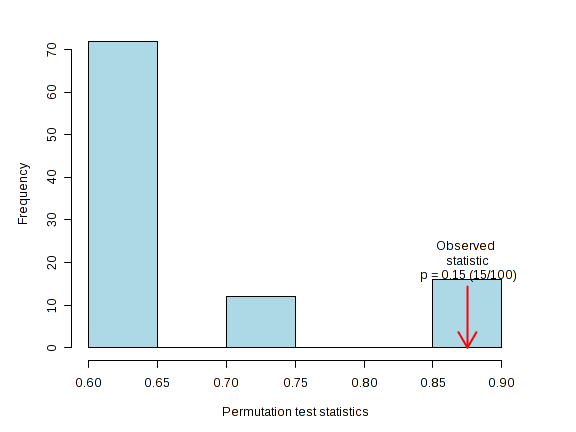 70
60
50
40
30
20
10
0
Frequency
Observed
statistic
p = 0.15 (15/100)
0.60 0.65 0.70 0.75 0.80 0.85 0.90
Permutation test statistics